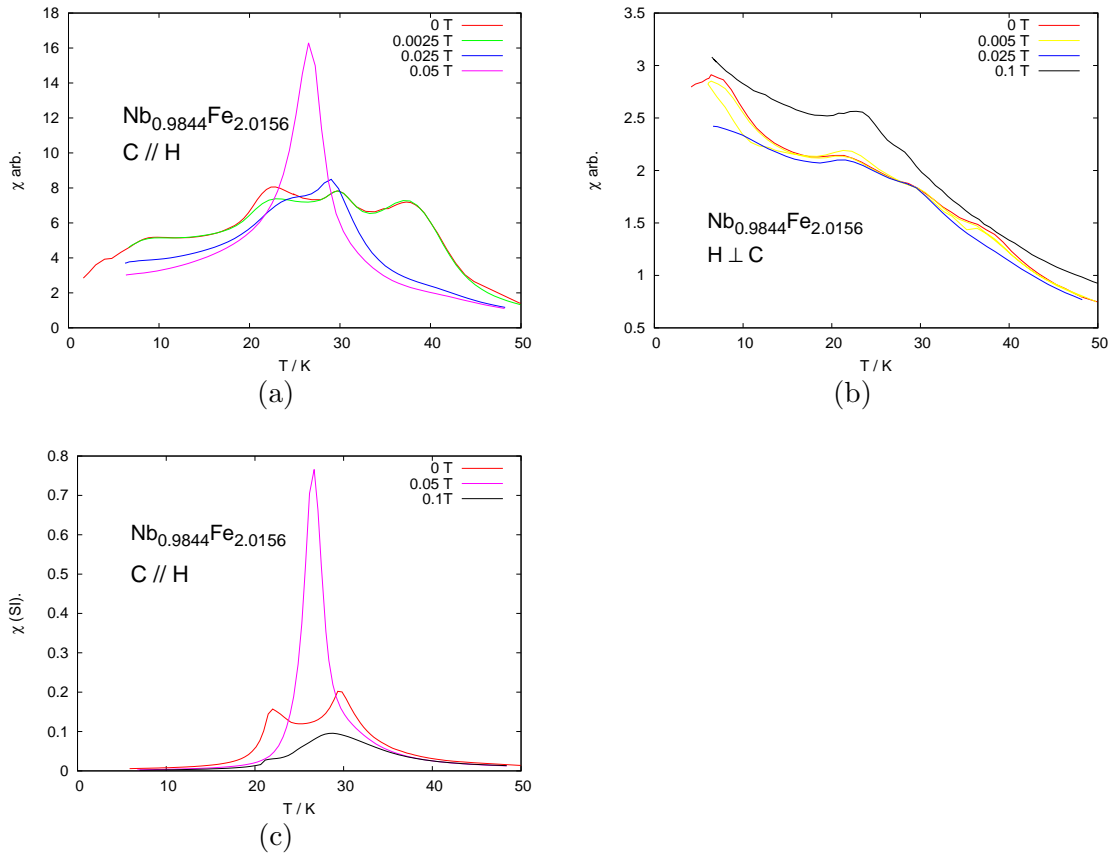 18
16
14
12
10
8
6
4
2
0
0 10 20 30 40 50
χ arb.
T / K
0 T
0.0025 T
0.025 T
0.05 T
Nb0.9844Fe2.0156
C // H
(a)
3.5
3
2.5
2
1.5
1
0.5
0 10 20 30 40 50
χ arb.
T / K
0 T
0.005 T
0.025 T
0.1 T
Nb0.9844Fe2.0156
H ⊥ C
(b)
0.8
0.7
0.6
0.5
0.4
0.3
0.2
0.1
0
0 10 20 30 40 50
χ (SI).
T / K
0 T
0.05 T
0.1T
Nb0.9844Fe2.0156
C // H
(c)